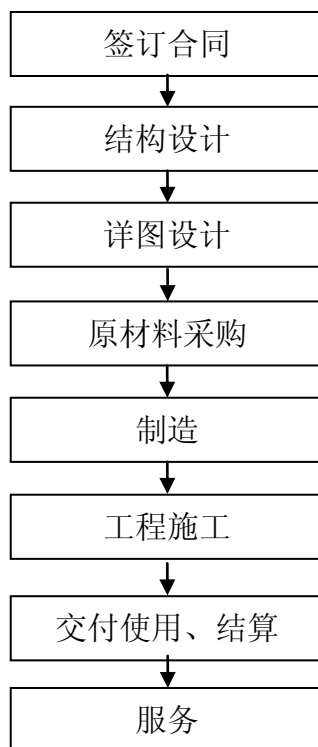 签订合同
结构设计
详图设计
原材料采购
制造
工程施工
交付使用、结算
服务